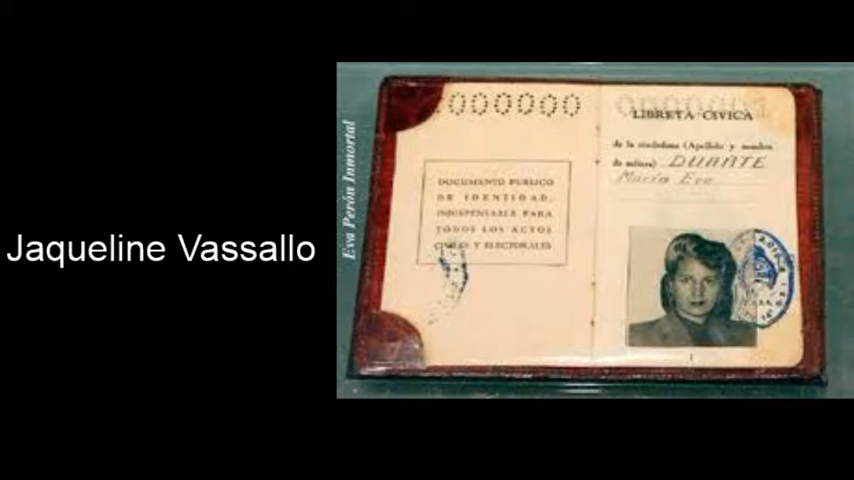 Jaqueline Vassallo
Eva Perón Inmortal
0000000
DOCUMENTO PUBLICO
DE IDENTIDAD,
INDISPENSABLE PARA
TODOS LOS ACTOS
CIVILES Y ELECTORALES
LIBRETA CIVICA
de la ciudadana (Apellido y nombre
de soltera) DUARTE
María Eva
1